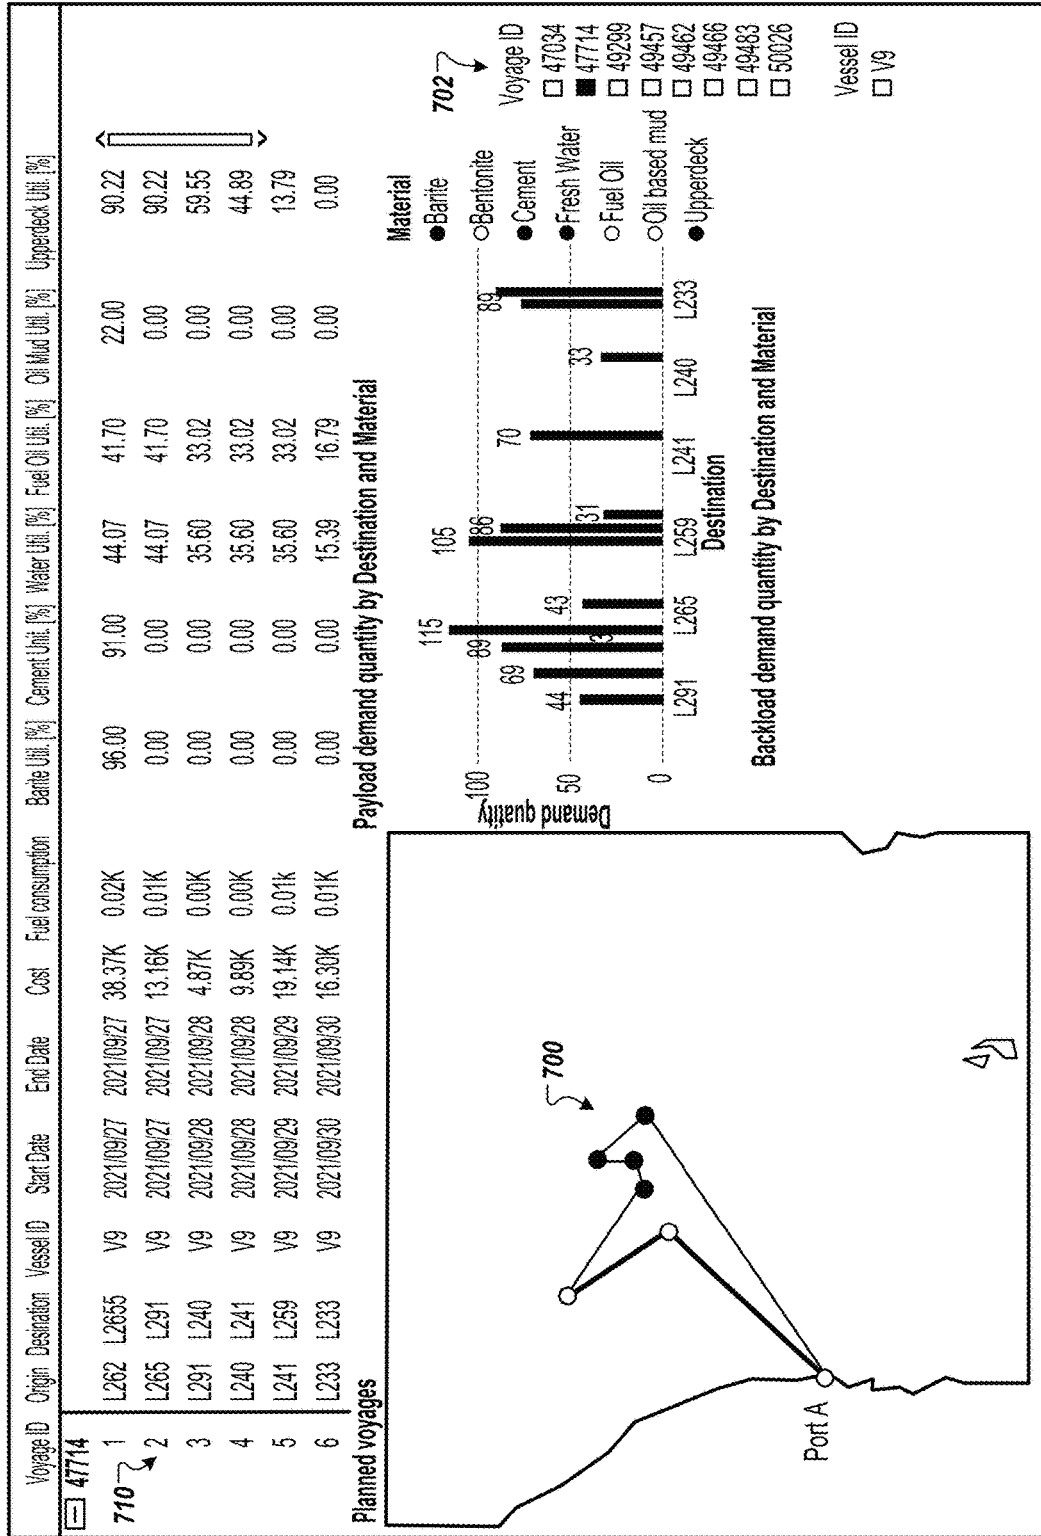 Voyage ID Origin Desination Vessel ID Start Date End Date Cost Fuel consumption Barite Util. [%] Cement Unit. [%] Water Util. [%] Fuel Oil Util. [%] Oil Mud Util. [%] Upperdeck Util. [%]
47714
1 L262 L2655 V9 2021/09/27 2021/09/27 38.37K 0.02K 96.00 91.00 44.07 41.70 22.00 90.22
2 L265 L291 V9 2021/09/27 2021/09/27 13.16K 0.01K 0.00 0.00 44.07 41.70 0.00 90.22
3 L291 L240 V9 2021/09/28 2021/09/28 4.87K 0.00K 0.00 0.00 35.60 33.02 0.00 59.55
4 L240 L241 V9 2021/09/28 2021/09/28 9.89K 0.00K 0.00 0.00 35.60 33.02 0.00 44.89
5 L241 L259 V9 2021/09/29 2021/09/29 19.14K 0.01k 0.00 0.00 35.60 33.02 0.00 13.79
6 L233 L233 V9 2021/09/30 2021/09/30 16.30K 0.01K 0.00 0.00 15.39 16.79 0.00 0.00
710
Planned voyages
Port A
700
Payload demand quantity by Destination and Material
Demand quatity
100
50
0
44 69 89 3 115 43 105 86 31 70 33 89
L291 L265 L259 L241 L240 L233
Destination
Backload demand quantity by Destination and Material
Material
Barite
Bentonite
Cement
Fresh Water
Fuel Oil
Oil based mud
Upperdeck
702
Voyage ID
47034
47714
49299
49457
49462
49466
49483
50026
Vessel ID
V9